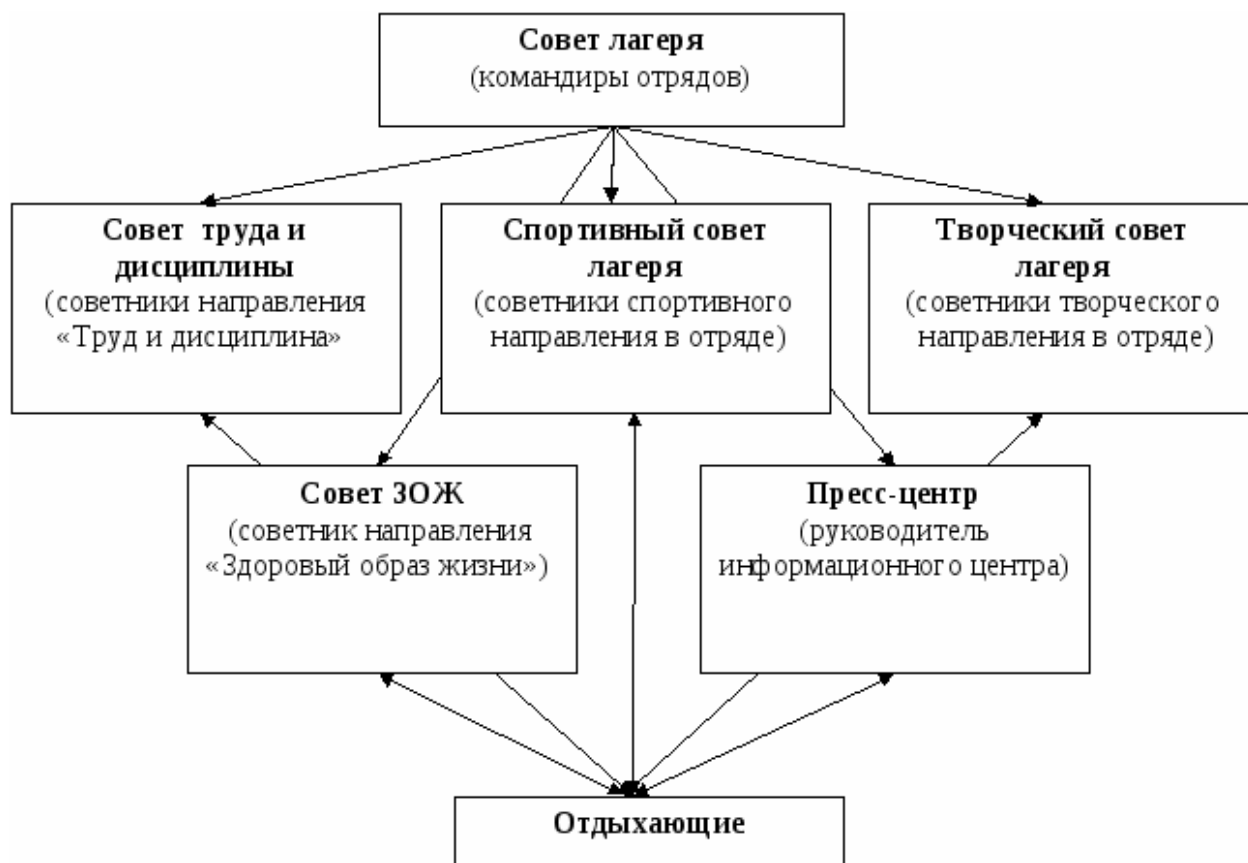 Совет лагеря
(командиры отрядов)
Совет труда и
дисциплины
(советники направления
«Труд и дисциплина»
Спортивный совет
лагеря
(советники спортивного
направления в отряде)
Творческий совет
лагеря
(советники творческого
направления в отряде)
Совет ЗОЖ
(советник направления
«Здоровый образ жизни»)
Пресс-центр
(руководитель
информационного центра)
Отдыхающие